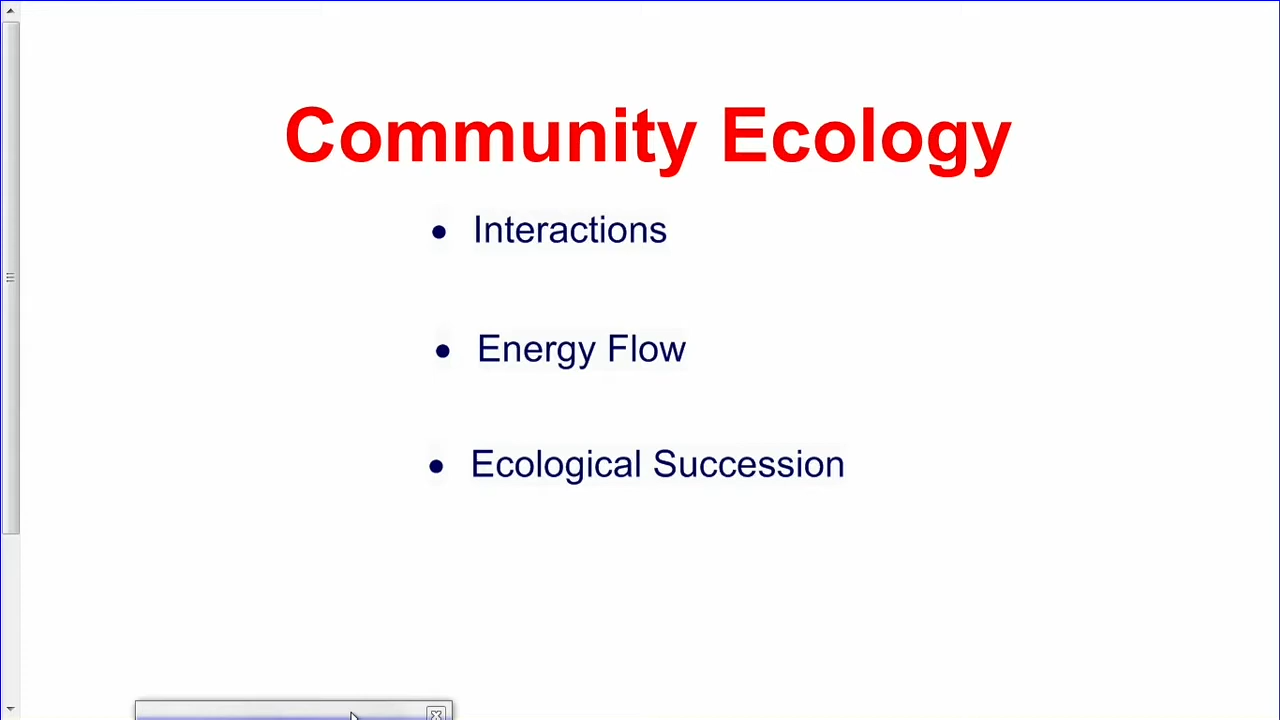 Community Ecology
• Interactions
• Energy Flow
• Ecological Succession